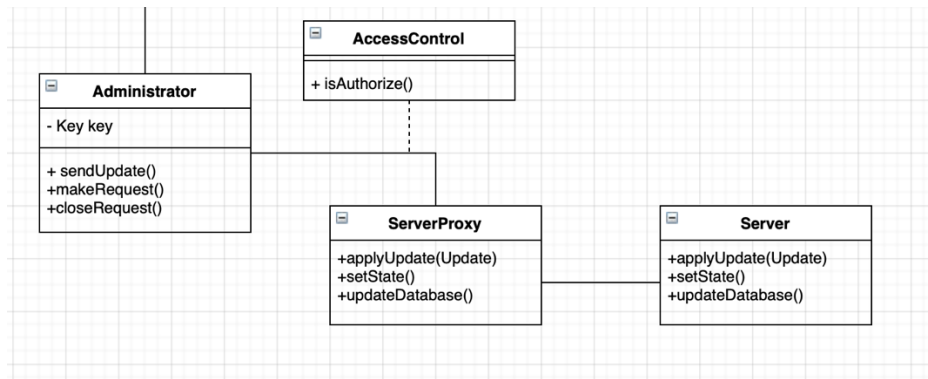 AccessControl
+ isAuthorize()
Administrator
- Key key
+ sendUpdate()
+makeRequest()
+closeRequest()
ServerProxy
+applyUpdate(Update)
+setState()
+updateDatabase()
Server
+applyUpdate(Update)
+setState()
+updateDatabase()